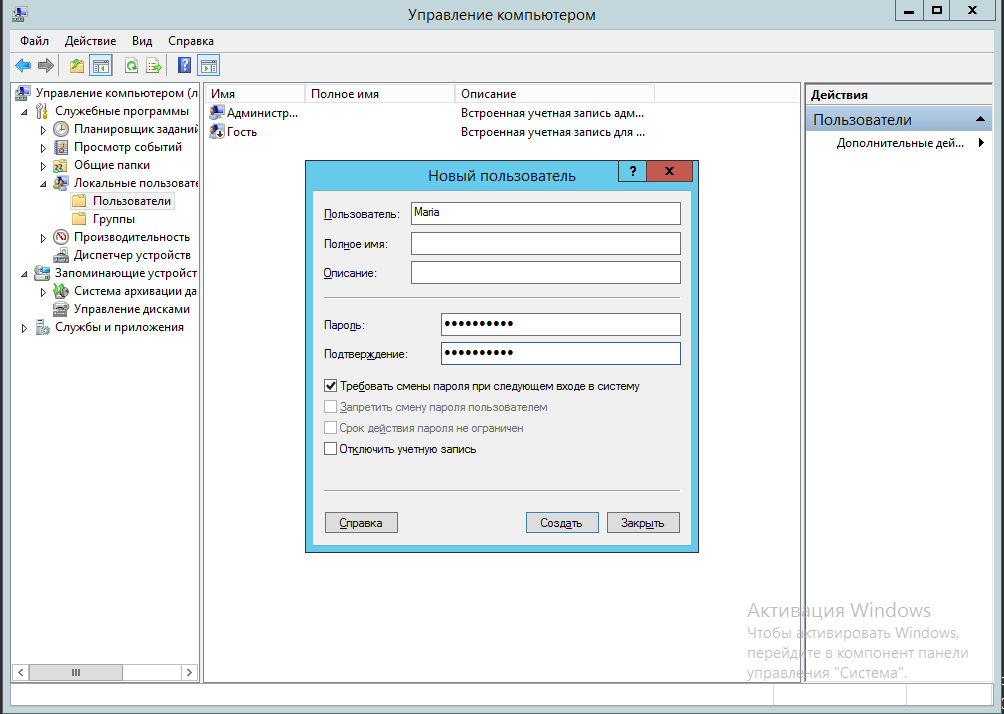 Управление компьютером
Файл Действие Вид Справка
Управление компьютером (л
Служебные программы
Планировщик заданий
Просмотр событий
Общие папки
Локальные пользовате
Пользователи
Группы
Производительность
Диспетчер устройств
Запоминающие устройст
Система архивации да
Управление дисками
Службы и приложения
Имя Полное имя Описание
Администр... Встроенная учетная запись адм...
Гость Встроенная учетная запись для ...
Действия
Пользователи
Дополнительные дей...
Новый пользователь
Пользователь: Maria
Полное имя:
Описание:
Пароль: ••••••••••
Подтверждение: ••••••••••
Требовать смены пароля при следующем входе в систему
Запретить смену пароля пользователем
Срок действия пароля не ограничен
Отключить учетную запись
Справка Создать Закрыть
Активация Windows
Чтобы активировать Windows,
перейдите в компонент панели
управления "Система".